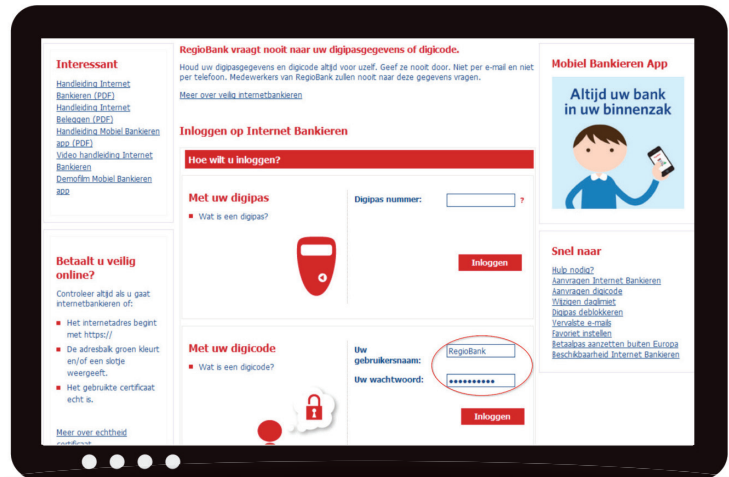 Interessant
Handleiding Internet
Bankieren (PDF)
Handleiding Internet
Beleggen (PDF)
Handleiding Mobiel Bankieren
app (PDF)
Video handleiding Internet
Bankieren
Demofilm Mobiel Bankieren
app
Betaalt u veilig
online?
Controleer altijd als u gaat
internetbankieren of:
Het internetadres begint
met https://
De adresbalk groen kleurt
en/of een slotje
weergeeft.
Het gebruikte certificaat
echt is.
Meer over echtheid
certificaat
RegioBank vraagt nooit naar uw digipasgegevens of digicode.
Houd uw digipasgegevens en digicode altijd voor uzelf. Geef ze nooit door. Niet per e-mail en niet
per telefoon. Medewerkers van RegioBank zullen nooit naar deze gegevens vragen.
Meer over veilig internetbankieren
Inloggen op Internet Bankieren
Hoe wilt u inloggen?
Met uw digipas
Wat is een digipas?
Digipas nummer:
?
Inloggen
Met uw digicode
Wat is een digicode?
Uw
gebruikersnaam:
RegioBank
Uw wachtwoord:
••••••••••
Inloggen
Mobiel Bankieren App
Altijd uw bank
in uw binnenzak
Snel naar
Hulp nodig?
Aanvragen Internet Bankieren
Aanvragen digicode
Wijzigen daglimiet
Digipas deblokkeren
Vervalste e-mails
Favoriet instellen
Betaalpas aanzetten buiten Europa
Beschikbaarheid Internet Bankieren